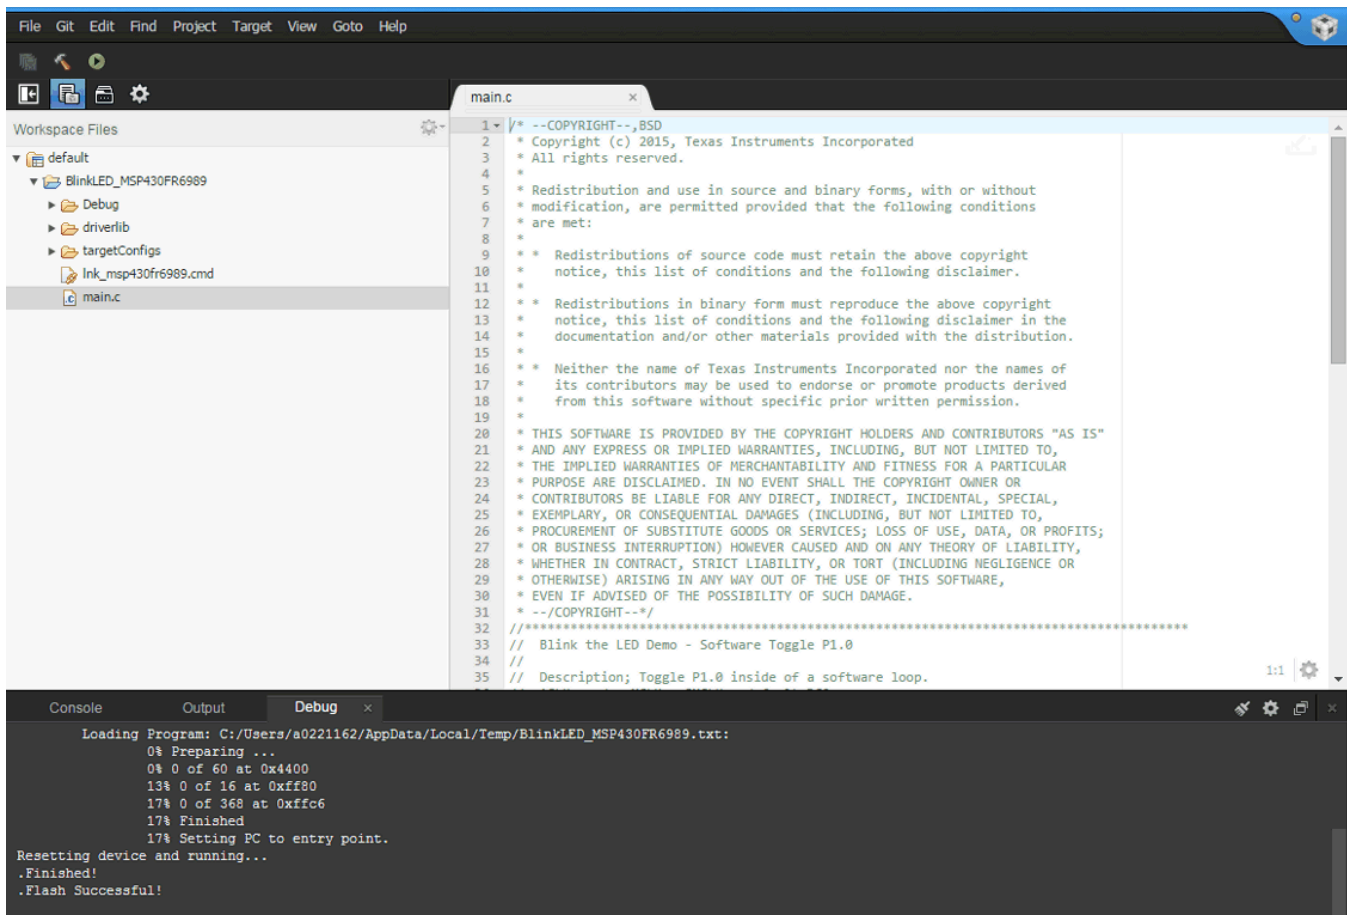 File Git Edit Find Project Target View Goto Help
main.c ×
Workspace Files
default
BlinkLED_MSP430FR6989
Debug
driverlib
targetConfigs
lnk_msp430fr6989.cmd
main.c
1 /* --COPYRIGHT--,BSD
2 * Copyright (c) 2015, Texas Instruments Incorporated
3 * All rights reserved.
4 *
5 * Redistribution and use in source and binary forms, with or without
6 * modification, are permitted provided that the following conditions
7 * are met:
8 *
9 * * Redistributions of source code must retain the above copyright
10 * notice, this list of conditions and the following disclaimer.
11 *
12 * * Redistributions in binary form must reproduce the above copyright
13 * notice, this list of conditions and the following disclaimer in the
14 * documentation and/or other materials provided with the distribution.
15 *
16 * * Neither the name of Texas Instruments Incorporated nor the names of
17 * its contributors may be used to endorse or promote products derived
18 * from this software without specific prior written permission.
19 *
20 * THIS SOFTWARE IS PROVIDED BY THE COPYRIGHT HOLDERS AND CONTRIBUTORS "AS IS"
21 * AND ANY EXPRESS OR IMPLIED WARRANTIES, INCLUDING, BUT NOT LIMITED TO,
22 * THE IMPLIED WARRANTIES OF MERCHANTABILITY AND FITNESS FOR A PARTICULAR
23 * PURPOSE ARE DISCLAIMED. IN NO EVENT SHALL THE COPYRIGHT OWNER OR
24 * CONTRIBUTORS BE LIABLE FOR ANY DIRECT, INDIRECT, INCIDENTAL, SPECIAL,
25 * EXEMPLARY, OR CONSEQUENTIAL DAMAGES (INCLUDING, BUT NOT LIMITED TO,
26 * PROCUREMENT OF SUBSTITUTE GOODS OR SERVICES; LOSS OF USE, DATA, OR PROFITS;
27 * OR BUSINESS INTERRUPTION) HOWEVER CAUSED AND ON ANY THEORY OF LIABILITY,
28 * WHETHER IN CONTRACT, STRICT LIABILITY, OR TORT (INCLUDING NEGLIGENCE OR
29 * OTHERWISE) ARISING IN ANY WAY OUT OF THE USE OF THIS SOFTWARE,
30 * EVEN IF ADVISED OF THE POSSIBILITY OF SUCH DAMAGE.
31 * --/COPYRIGHT--*/
32 //******************************************************************************
33 // Blink the LED Demo - Software Toggle P1.0
34 //
35 // Description; Toggle P1.0 inside of a software loop.
1:1
Console Output Debug ×
Loading Program: C:/Users/a0221162/AppData/Local/Temp/BlinkLED_MSP430FR6989.txt:
0% Preparing ...
0% 0 of 60 at 0x4400
13% 0 of 16 at 0xff80
17% 0 of 368 at 0xffc6
17% Finished
17% Setting PC to entry point.
Resetting device and running...
.Finished!
.Flash Successful!